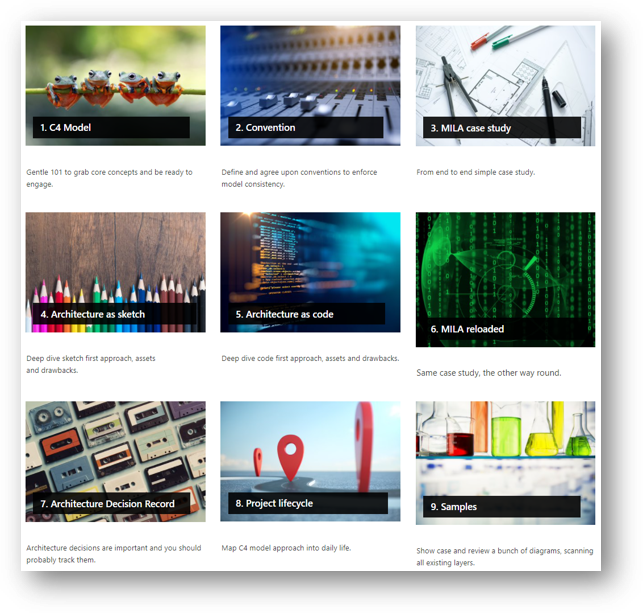 1. C4 Model
2. Convention
3. MILA case study
Gentle 101 to grab core concepts and be ready to
engage.
Define and agree upon conventions to enforce
model consistency.
From end to end simple case study.
4. Architecture as sketch
5. Architecture as code
6. MILA reloaded
Deep dive sketch first approach, assets
and drawbacks.
Deep dive code first approach, assets and drawbacks.
Same case study, the other way round.
7. Architecture Decision Record
8. Project lifecycle
9. Samples
Architecture decisions are important and you should
probably track them.
Map C4 model approach into daily life.
Show case and review a bunch of diagrams, scanning
all existing layers.